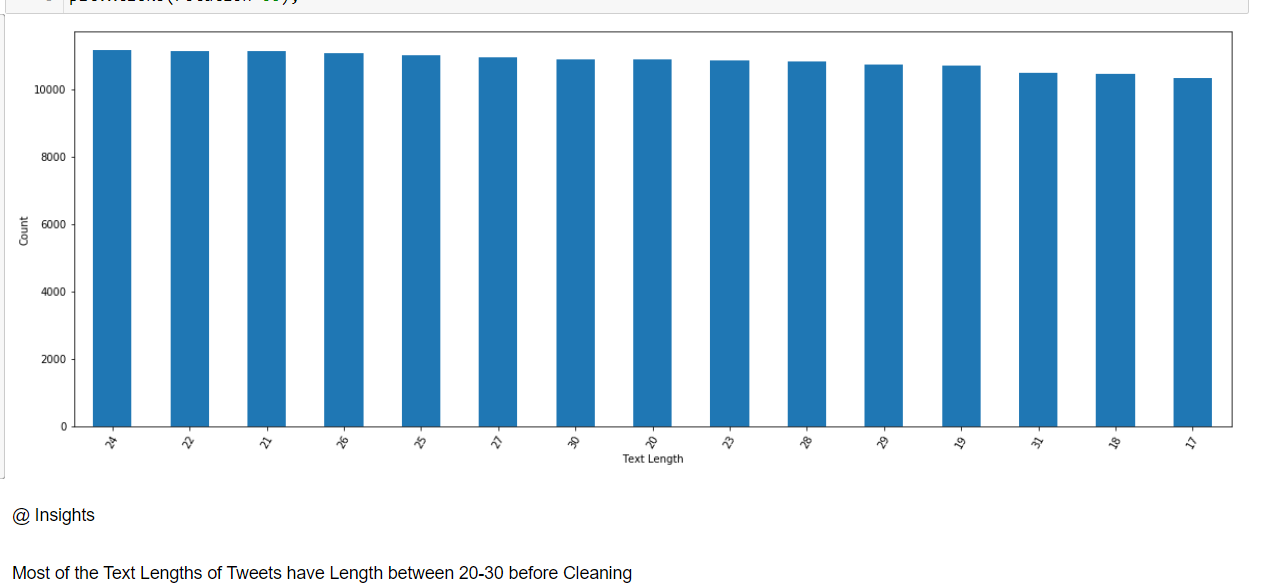 10000
8000
6000
4000
2000
0
Count
24 22 21 26 25 27 30 20 23 28 29 19 31 18 17
Text Length
@ Insights
Most of the Text Lengths of Tweets have Length between 20-30 before Cleaning